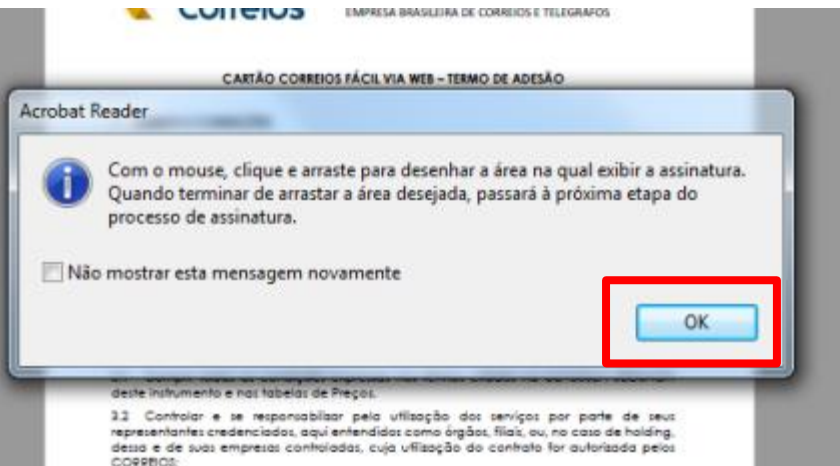 Correios
EMPRESA BRASILEIRA DE CORREIOS E TELEGRAFOS
CARTÃO CORREIOS FÁCIL VIA WEB – TERMO DE ADESÃO
Acrobat Reader
Com o mouse, clique e arraste para desenhar a área na qual exibir a assinatura.
Quando terminar de arrastar a área desejada, passará à próxima etapa do
processo de assinatura.
Não mostrar esta mensagem novamente
OK
deste instrumento e nas tabelas de Preços.
3.2 Controlar e se responsabilizar pela utilização dos serviços por parte de seus
representantes credenciados, aqui entendidos como órgãos, filiais, ou, no caso de holding,
dessa e de suas empresas controladas, cuja utilização do contrato for autorizada pelos
CORREIOS;